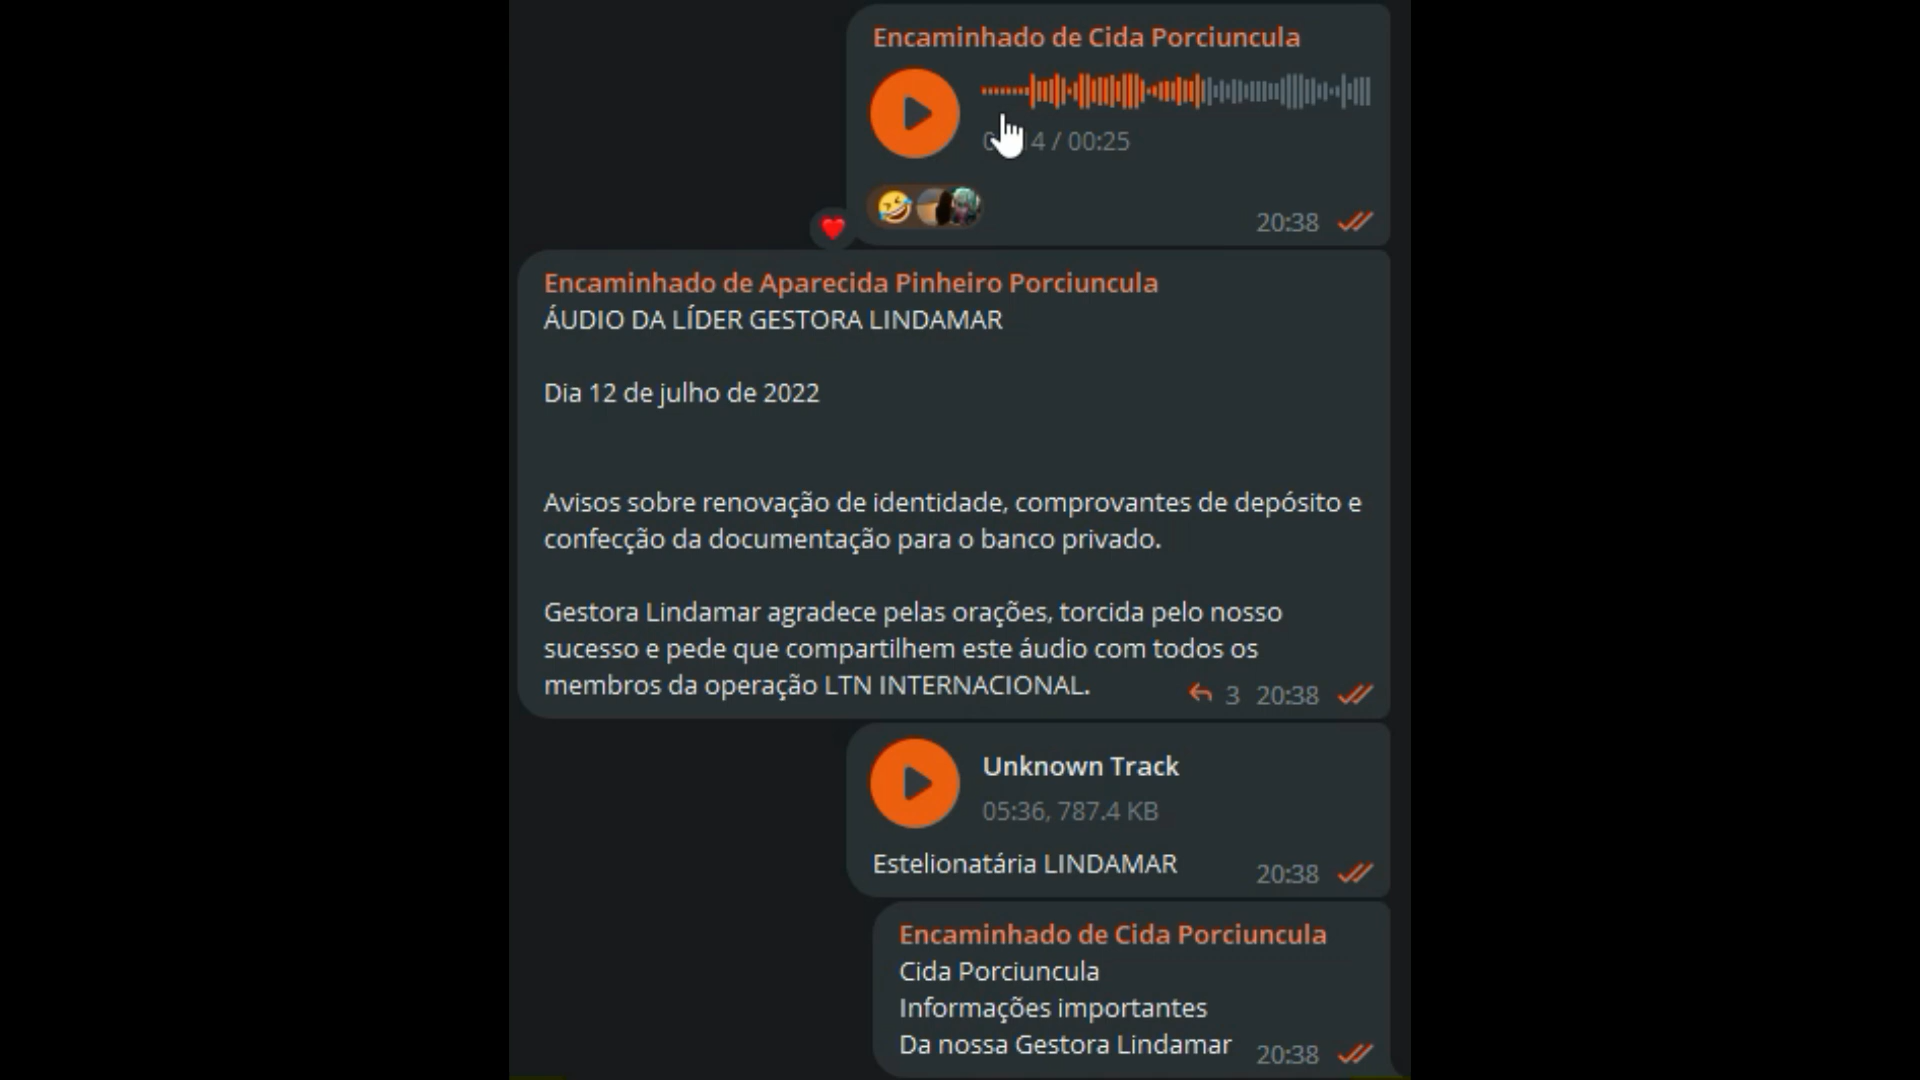 Encaminhado de Cida Porciuncula
4 / 00:25
20:38
Encaminhado de Aparecida Pinheiro Porciuncula
ÁUDIO DA LÍDER GESTORA LINDAMAR
Dia 12 de julho de 2022
Avisos sobre renovação de identidade, comprovantes de depósito e
confecção da documentação para o banco privado.
Gestora Lindamar agradece pelas orações, torcida pelo nosso
sucesso e pede que compartilhem este áudio com todos os
membros da operação LTN INTERNACIONAL.
3 20:38
Unknown Track
05:36, 787.4 KB
Estelionatária LINDAMAR
20:38
Encaminhado de Cida Porciuncula
Cida Porciuncula
Informações importantes
Da nossa Gestora Lindamar
20:38